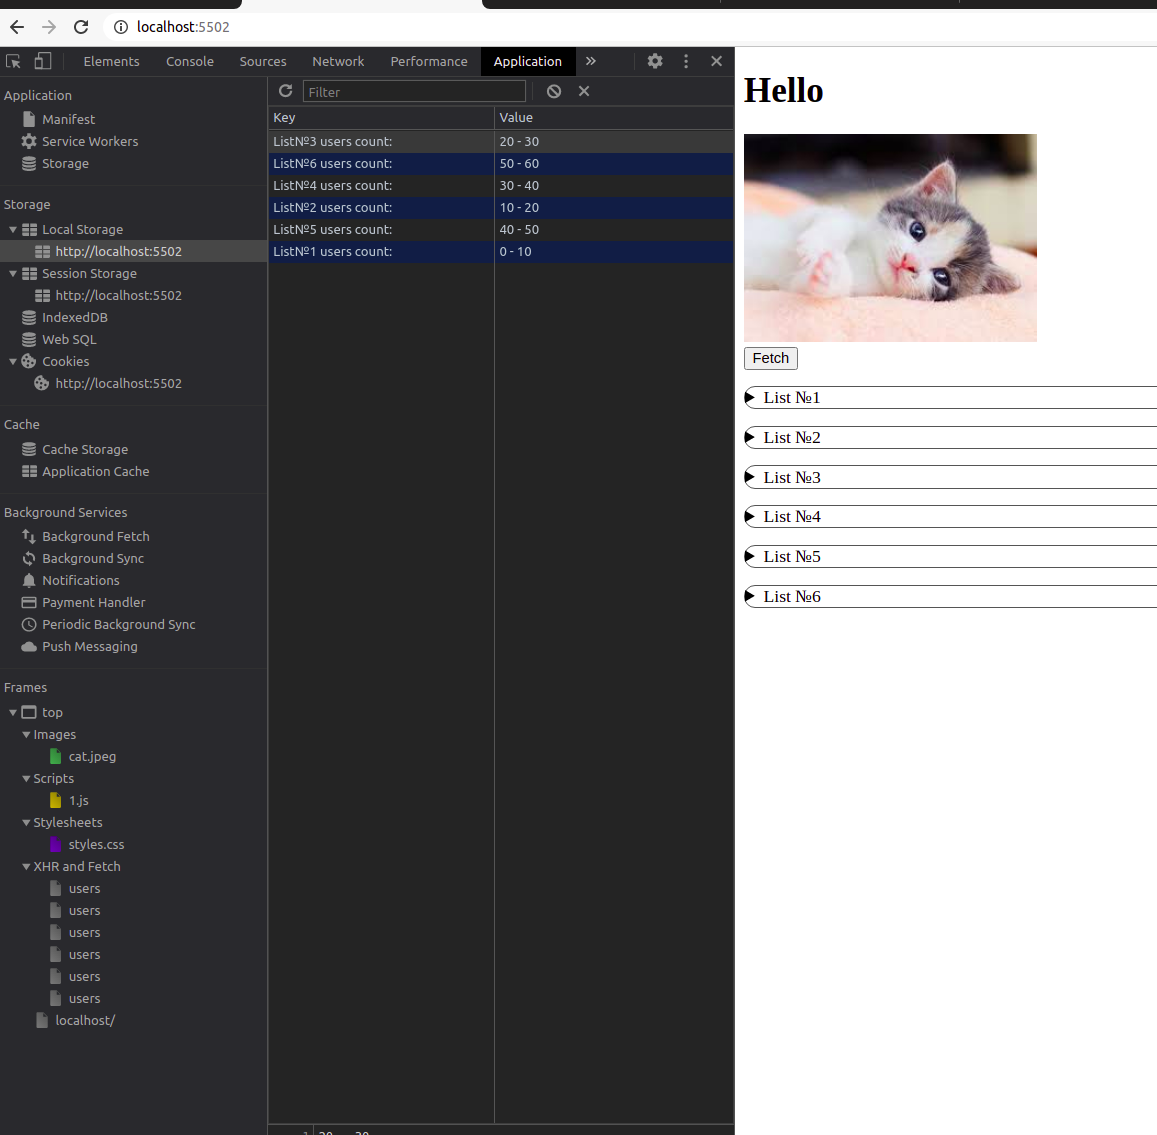 localhost:5502
Elements Console Sources Network Performance Application »
Application
Manifest
Service Workers
Storage
Storage
Local Storage
http://localhost:5502
Session Storage
http://localhost:5502
IndexedDB
Web SQL
Cookies
http://localhost:5502
Cache
Cache Storage
Application Cache
Background Services
Background Fetch
Background Sync
Notifications
Payment Handler
Periodic Background Sync
Push Messaging
Frames
top
Images
cat.jpeg
Scripts
1.js
Stylesheets
styles.css
XHR and Fetch
users
users
users
users
users
users
localhost/
Filter
Key Value
List№3 users count: 20 - 30
List№6 users count: 50 - 60
List№4 users count: 30 - 40
List№2 users count: 10 - 20
List№5 users count: 40 - 50
List№1 users count: 0 - 10
1 20 - 30
Hello
Fetch
List №1
List №2
List №3
List №4
List №5
List №6